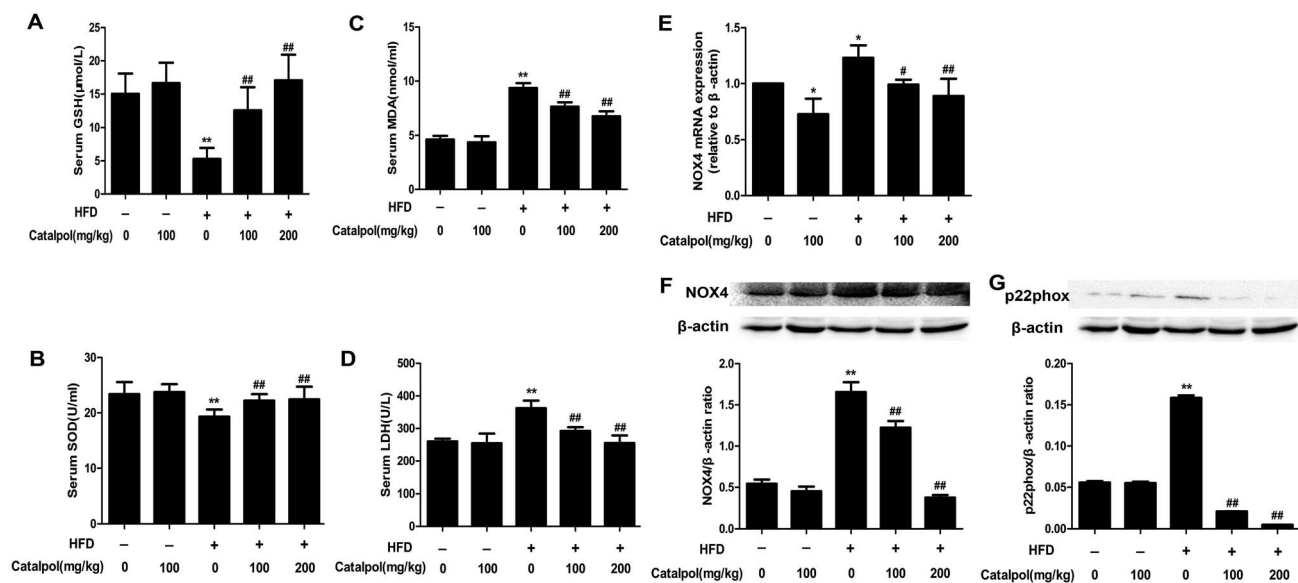 A
Serum GSH(μmol/L)
25
20
15
10
5
0
**
##
##
HFD – – + + +
Catalpol(mg/kg) 0 100 0 100 200
C
Serum MDA(nmol/ml)
15
10
5
0
**
##
##
HFD – – + + +
Catalpol(mg/kg) 0 100 0 100 200
E
NOX4 mRNA expression
(relative to β -actin)
1.5
1.0
0.5
0.0
*
*
#
##
HFD – – + + +
Catalpol(mg/kg) 0 100 0 100 200
B
Serum SOD(U/ml)
30
20
10
0
**
##
##
HFD – – + + +
Catalpol(mg/kg) 0 100 0 100 200
D
Serum LDH(U/L)
500
400
300
200
100
0
**
##
##
HFD – – + + +
Catalpol(mg/kg) 0 100 0 100 200
F
NOX4
β-actin
NOX4/β -actin ratio
2.0
1.5
1.0
0.5
0.0
**
##
##
HFD – – + + +
Catalpol(mg/kg) 0 100 0 100 200
G
p22phox
β-actin
p22phox/β -actin ratio
0.20
0.15
0.10
0.05
0.00
**
##
##
HFD – – + + +
Catalpol(mg/kg) 0 100 0 100 200